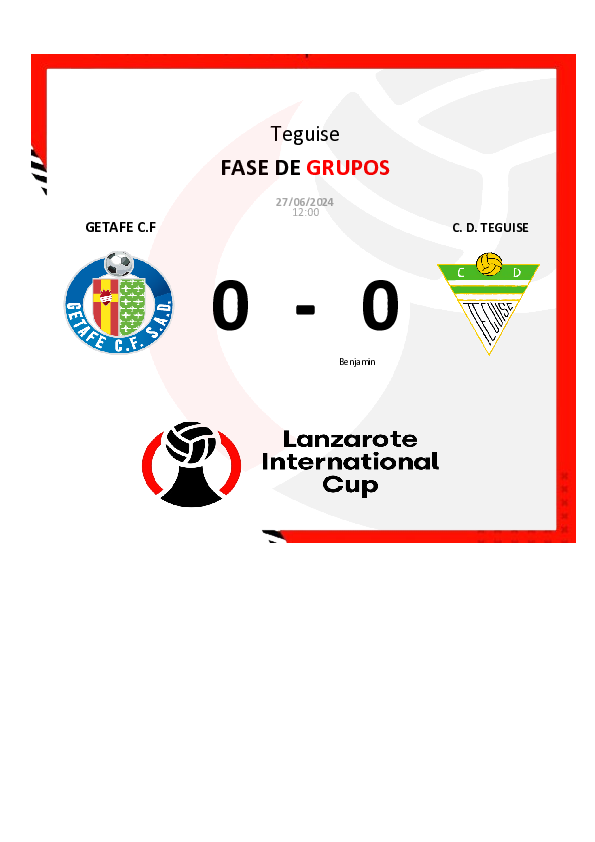 Teguise
FASE DE GRUPOS
27/06/2024
12:00
GETAFE C.F
C. D. TEGUISE
GETAFE C.F. S.A.D.
C D
TEGUISE
0 - 0
Benjamin
Lanzarote
International
Cup